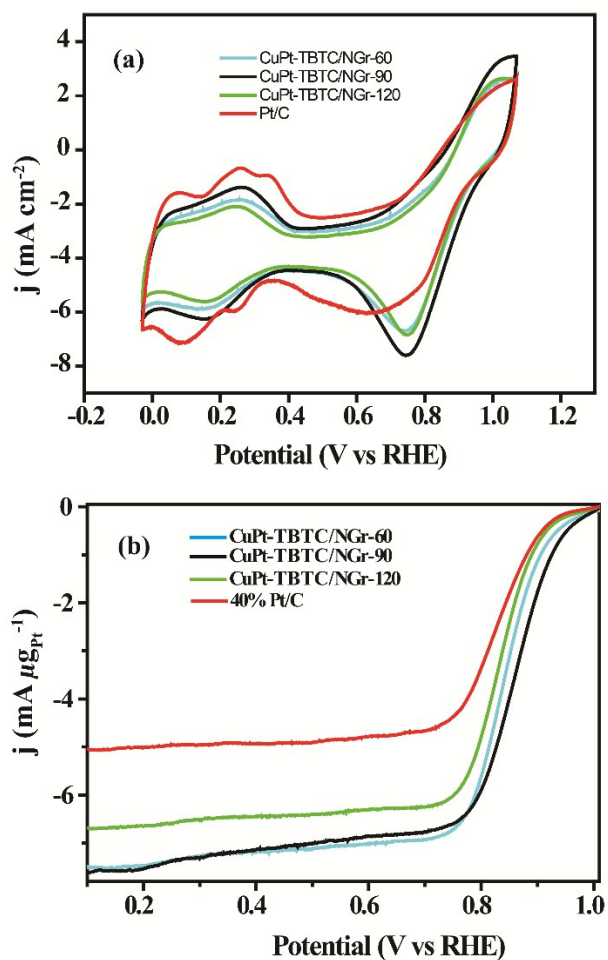 (a)
CuPt-TBTC/NGr-60
CuPt-TBTC/NGr-90
CuPt-TBTC/NGr-120
Pt/C
j (mA cm⁻²)
4
2
0
-2
-4
-6
-8
-0.2 0.0 0.2 0.4 0.6 0.8 1.0 1.2
Potential (V vs RHE)
(b)
CuPt-TBTC/NGr-60
CuPt-TBTC/NGr-90
CuPt-TBTC/NGr-120
40% Pt/C
j (mA µg_Pt⁻¹)
0
-2
-4
-6
0.2 0.4 0.6 0.8 1.0
Potential (V vs RHE)